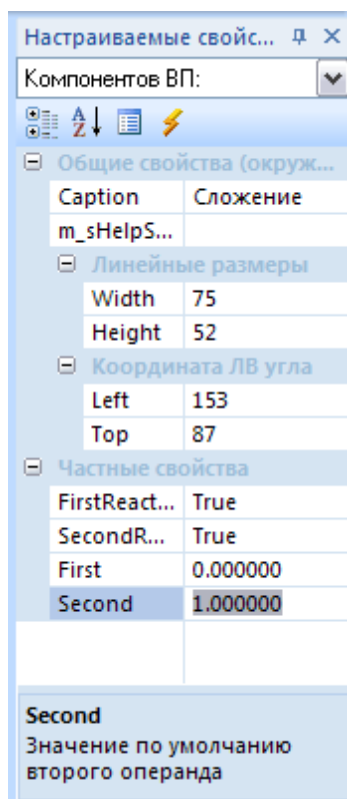 Настраиваемые свойс...
Компонентов ВП:
Общие свойства (окруж...
Caption Сложение
m_sHelpS...
Линейные размеры
Width 75
Height 52
Координата ЛВ угла
Left 153
Top 87
Частные свойства
FirstReact... True
SecondR... True
First 0.000000
Second 1.000000
Second
Значение по умолчанию
второго операнда